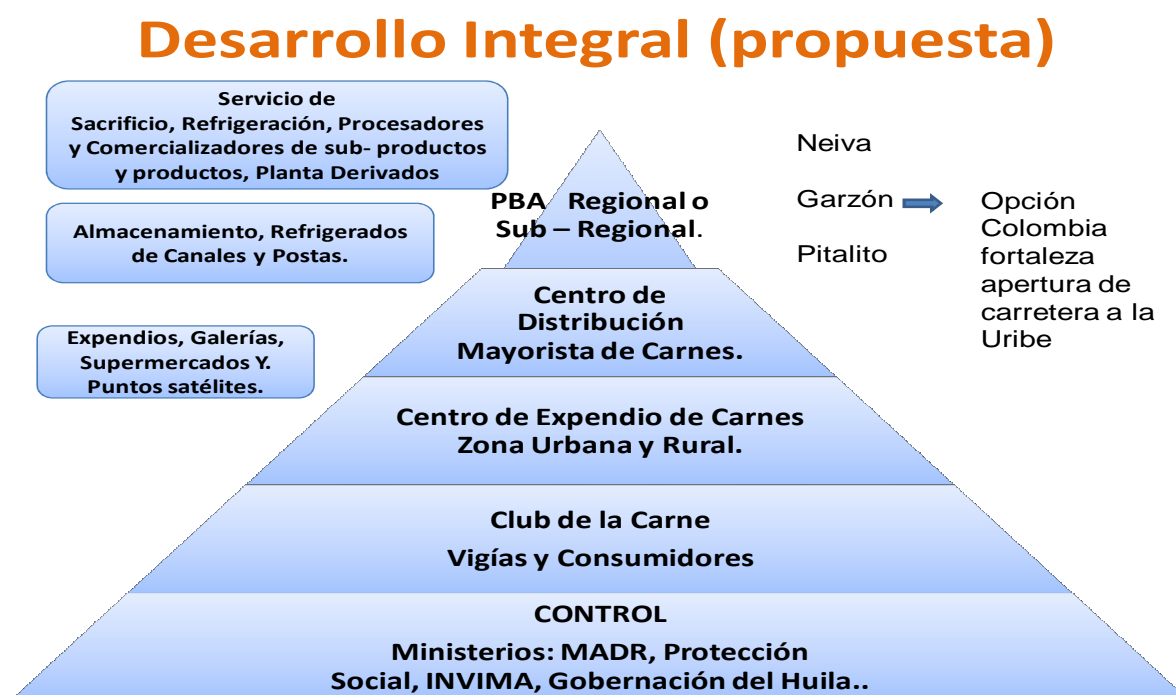 Desarrollo Integral (propuesta)
Servicio de
Sacrificio, Refrigeración, Procesadores
y Comercializadores de sub- productos
y productos, Planta Derivados
Almacenamiento, Refrigerados
de Canales y Postas.
Expendios, Galerías,
Supermercados Y.
Puntos satélites.
PBA Regional o
Sub – Regional.
Centro de
Distribución
Mayorista de Carnes.
Centro de Expendio de Carnes
Zona Urbana y Rural.
Club de la Carne
Vigías y Consumidores
CONTROL
Ministerios: MADR, Protección
Social, INVIMA, Gobernación del Huila..
Neiva
Garzón
Pitalito
Opción
Colombia
fortaleza
apertura de
carretera a la
Uribe